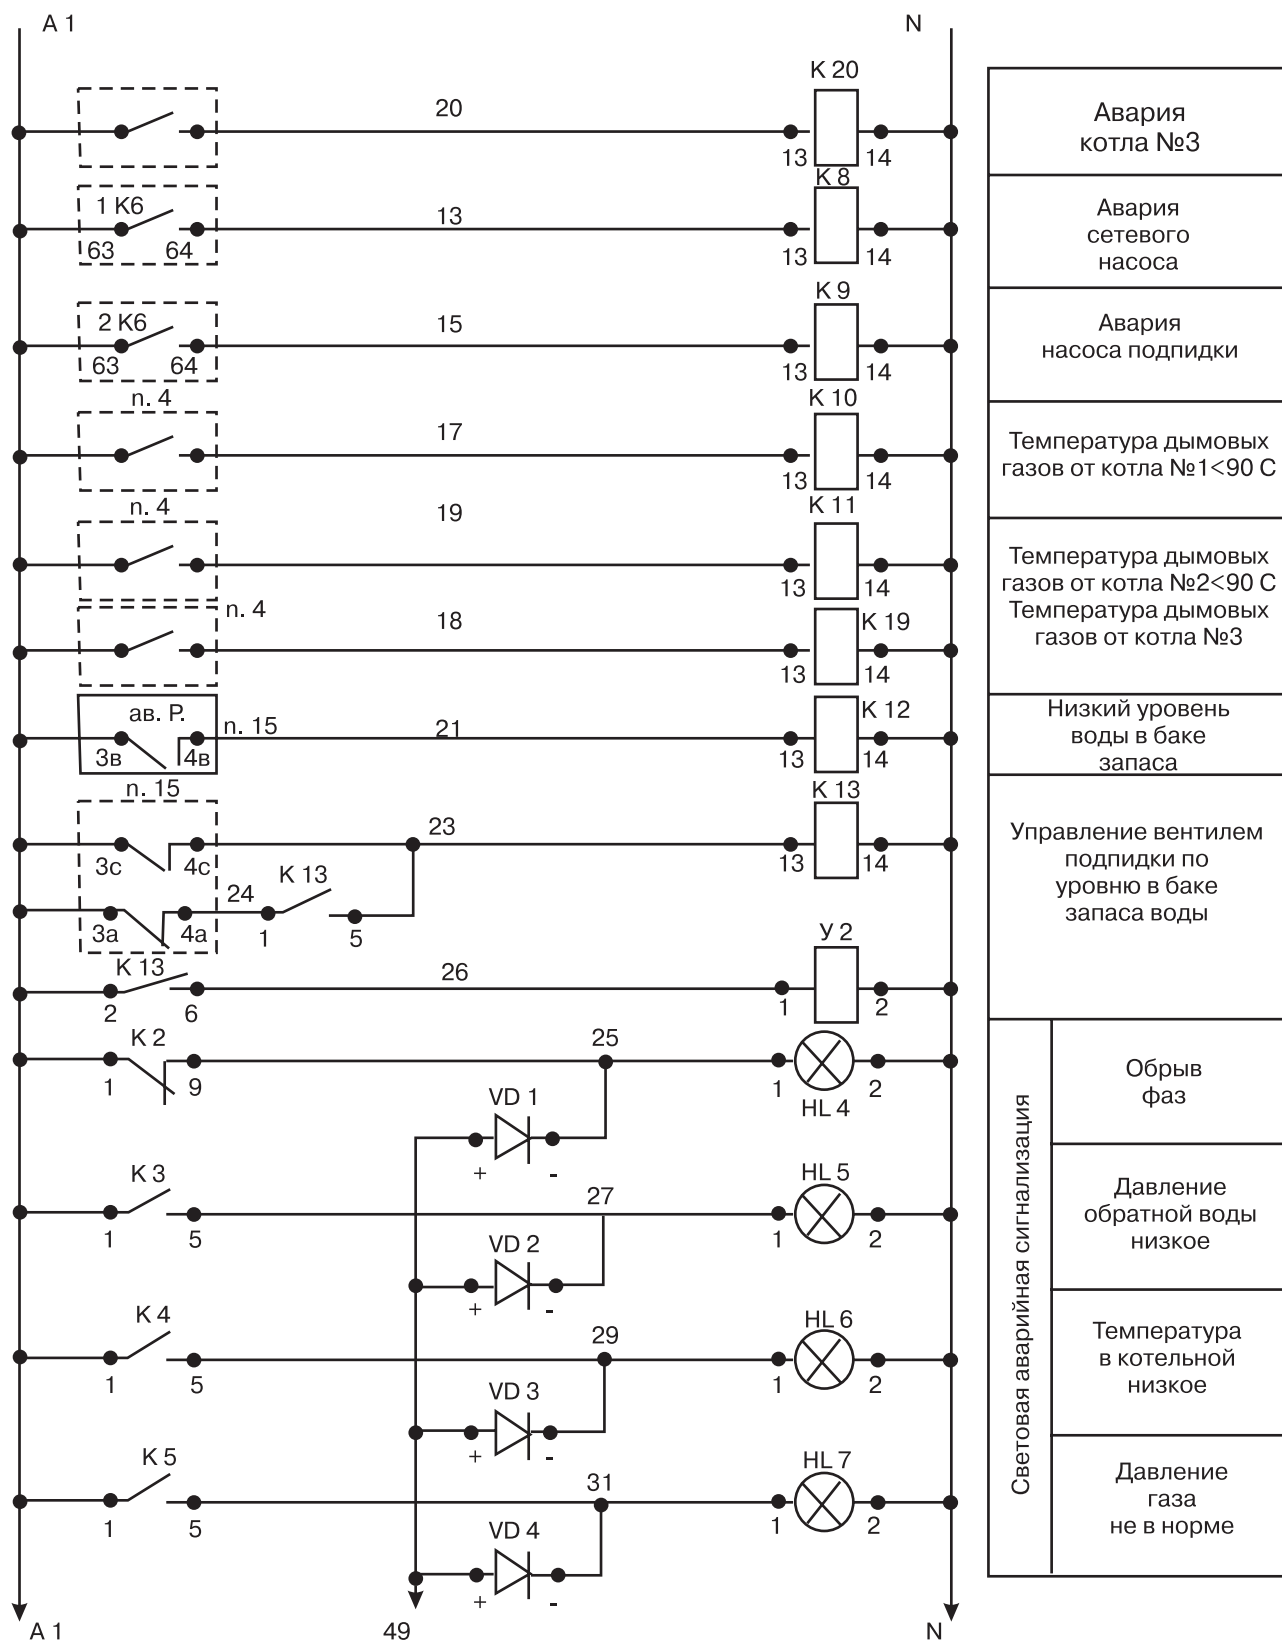 A 1
N
20
K 20
13
14
Авария
котла №3
1 K6
63
64
13
K 8
13
14
Авария
сетевого
насоса
2 K6
63
64
15
K 9
13
14
Авария
насоса подпидки
п. 4
17
K 10
13
14
Температура дымовых
газов от котла №1<90 C
п. 4
19
K 11
13
14
Температура дымовых
газов от котла №2<90 C
п. 4
18
K 19
13
14
Температура дымовых
газов от котла №3
ав. Р.
3в
4в
п. 15
21
K 12
13
14
Низкий уровень
воды в баке
запаса
п. 15
3с
4с
23
K 13
13
14
Управление вентилем
подпидки по
уровню в баке
запаса воды
3а
4а
24
K 13
1
5
K 13
2
6
26
У 2
1
2
K 2
1
9
25
1
2
HL 4
Световая аварийная сигнализация
Обрыв
фаз
VD 1
+
-
K 3
1
5
27
HL 5
1
2
Давление
обратной воды
низкое
VD 2
+
-
K 4
1
5
29
HL 6
1
2
Температура
в котельной
низкое
VD 3
+
-
K 5
1
5
31
HL 7
1
2
Давление
газа
не в норме
VD 4
+
-
A 1
49
N